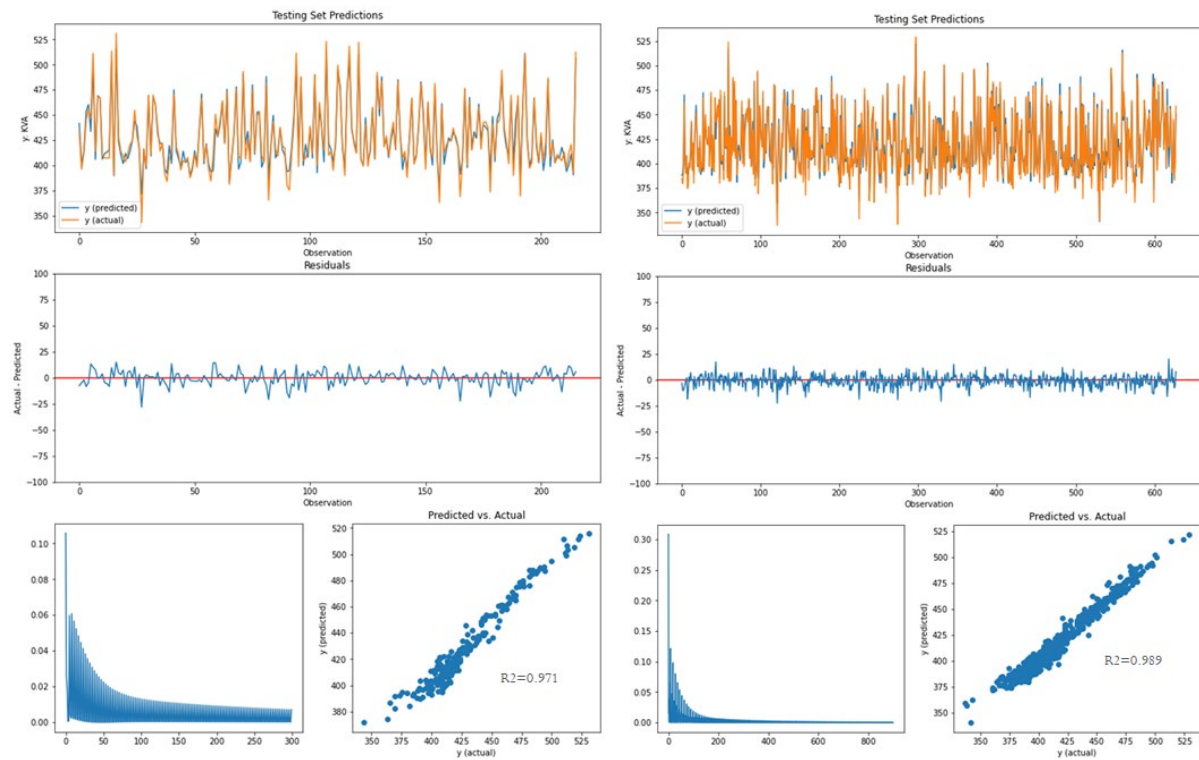 Testing Set Predictions
525
500
475
450
425
400
375
350
y, KVA
y (predicted)
y (actual)
0 50 100 150 200
Observation
Residuals
100
75
50
25
0
-25
-50
-75
-100
Actual - Predicted
0 50 100 150 200
Observation
0.10
0.08
0.06
0.04
0.02
0.00
0 50 100 150 200 250 300
Predicted vs. Actual
520
500
480
460
440
420
400
380
y (predicted)
R2=0.971
350 375 400 425 450 475 500 525
y (actual)
Testing Set Predictions
525
500
475
450
425
400
375
350
y, KVA
y (predicted)
y (actual)
0 100 200 300 400 500 600
Observation
Residuals
100
75
50
25
0
-25
-50
-75
-100
Actual - Predicted
0 100 200 300 400 500 600
Observation
0.30
0.25
0.20
0.15
0.10
0.05
0.00
0 200 400 600 800
Predicted vs. Actual
525
500
475
450
425
400
375
350
y (predicted)
R2=0.989
350 375 400 425 450 475 500 525
y (actual)